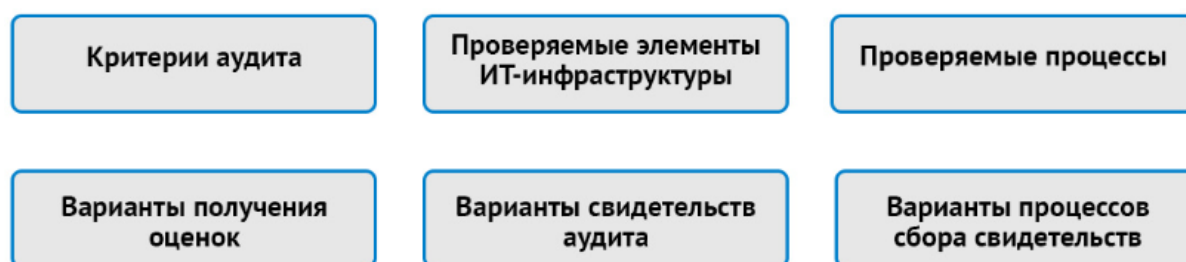 Критерии аудита
Проверяемые элементы
ИТ-инфраструктуры
Проверяемые процессы
Варианты получения
оценок
Варианты свидетельств
аудита
Варианты процессов
сбора свидетельств